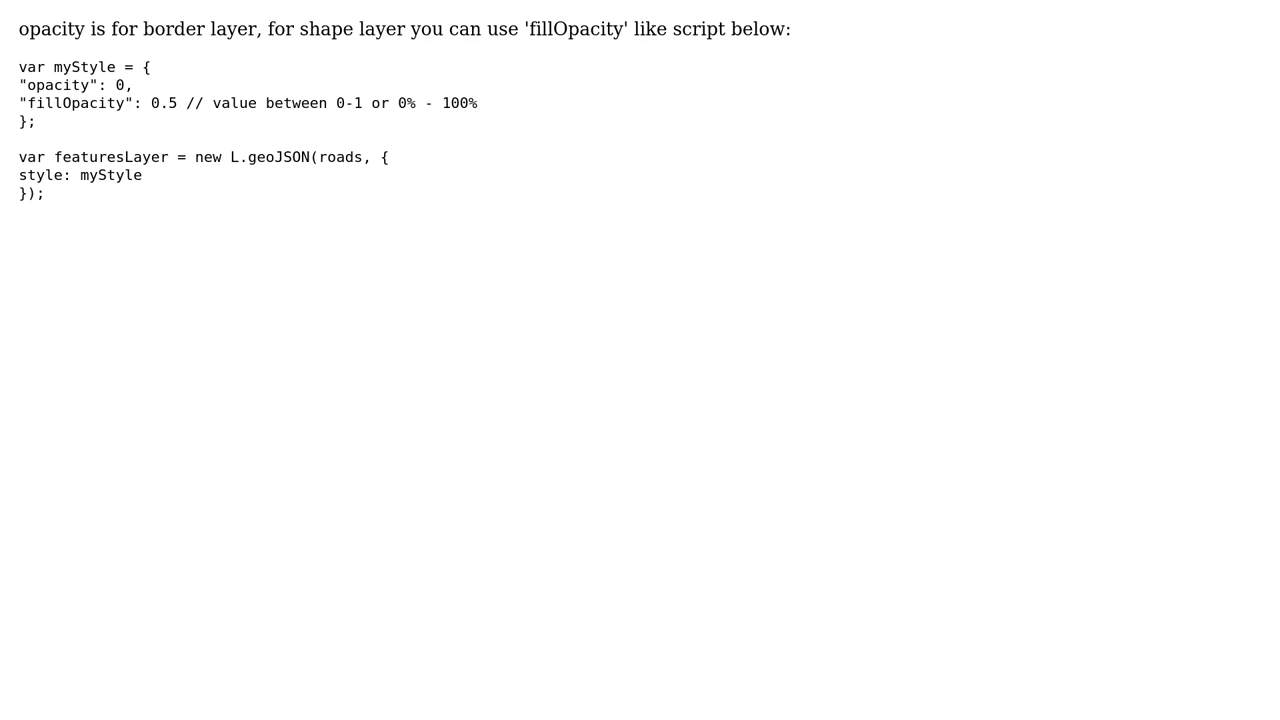 opacity is for border layer, for shape layer you can use 'fillOpacity' like script below:
var myStyle = {
"opacity": 0,
"fillOpacity": 0.5 // value between 0-1 or 0% - 100%
};
var featuresLayer = new L.geoJSON(roads, {
style: myStyle
});